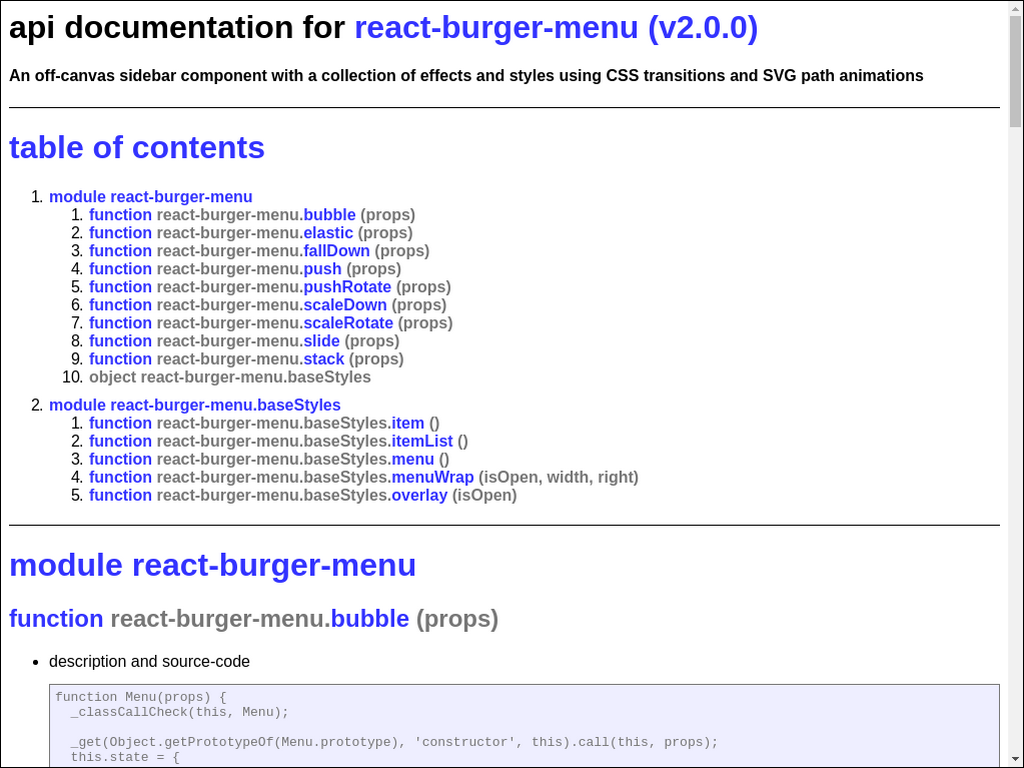 api documentation for react-burger-menu (v2.0.0)
An off-canvas sidebar component with a collection of effects and styles using CSS transitions and SVG path animations
table of contents
1. module react-burger-menu
1. function react-burger-menu.bubble (props)
2. function react-burger-menu.elastic (props)
3. function react-burger-menu.fallDown (props)
4. function react-burger-menu.push (props)
5. function react-burger-menu.pushRotate (props)
6. function react-burger-menu.scaleDown (props)
7. function react-burger-menu.scaleRotate (props)
8. function react-burger-menu.slide (props)
9. function react-burger-menu.stack (props)
10. object react-burger-menu.baseStyles
2. module react-burger-menu.baseStyles
1. function react-burger-menu.baseStyles.item ()
2. function react-burger-menu.baseStyles.itemList ()
3. function react-burger-menu.baseStyles.menu ()
4. function react-burger-menu.baseStyles.menuWrap (isOpen, width, right)
5. function react-burger-menu.baseStyles.overlay (isOpen)
module react-burger-menu
function react-burger-menu.bubble (props)
• description and source-code
function Menu(props) {
_classCallCheck(this, Menu);
_get(Object.getPrototypeOf(Menu.prototype), 'constructor', this).call(this, props);
this.state = {